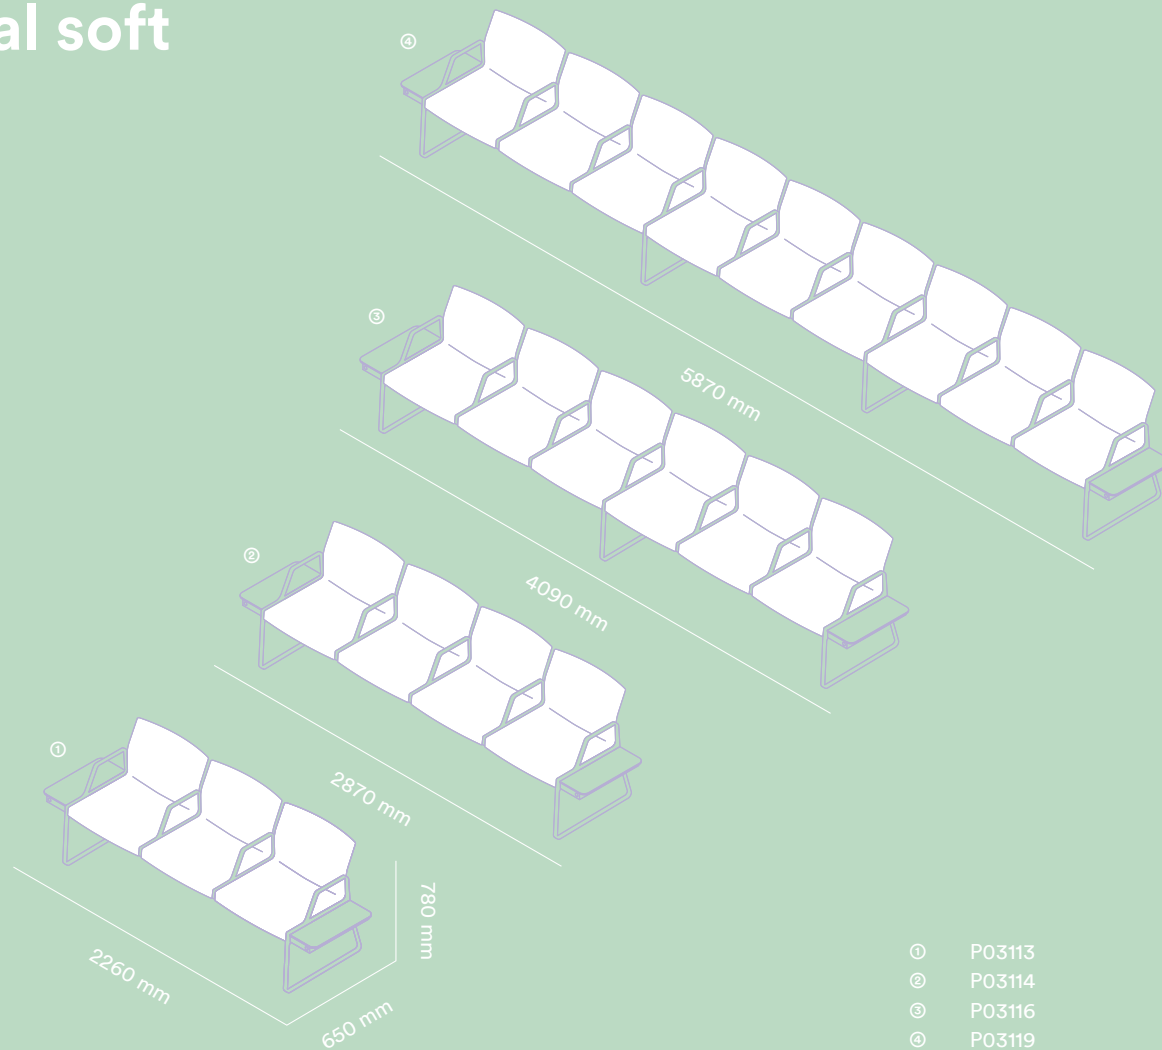 al soft
④
③
5870 mm
②
4090 mm
①
2870 mm
780 mm
2260 mm
650 mm
① P03113
② P03114
③ P03116
④ P03119